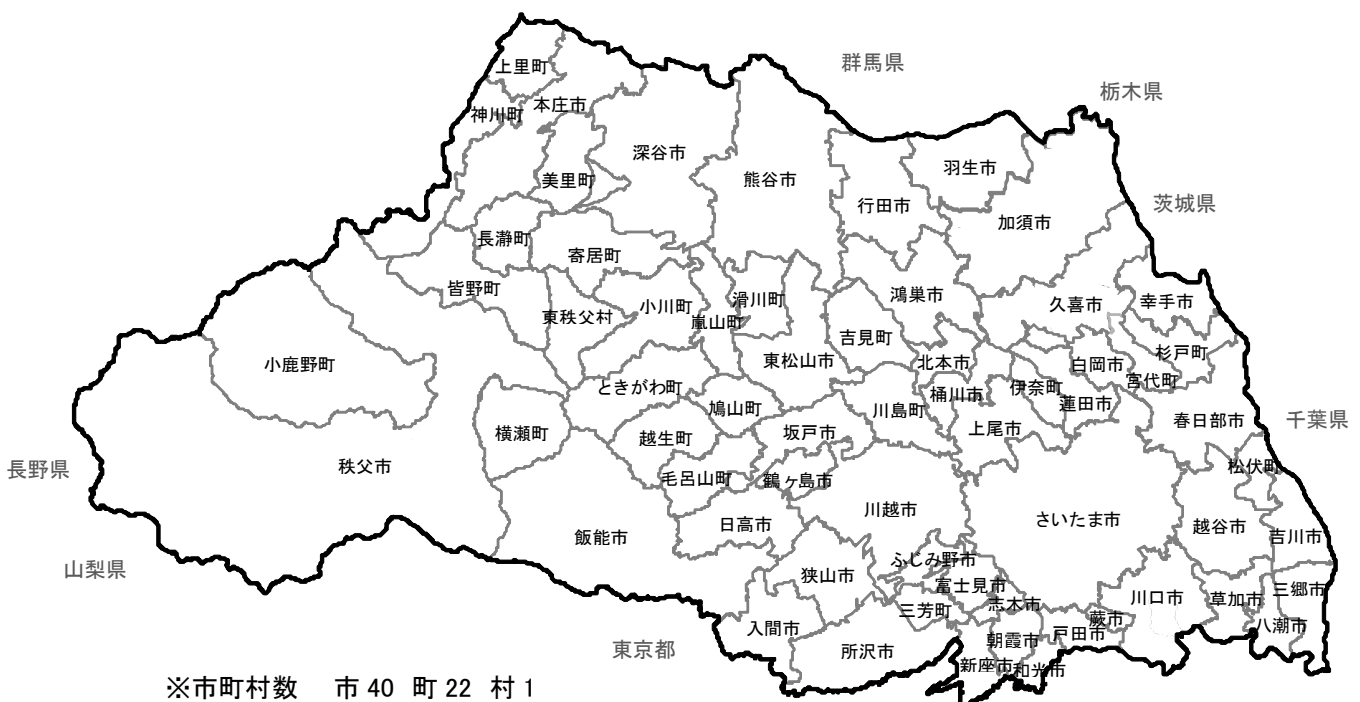 群馬県
上里町
栃木県
神川町
本庄市
深谷市
羽生市
美里町
熊谷市
行田市
茨城県
加須市
長瀞町
寄居町
皆野町
東秩父村
小川町
嵐山町
滑川町
鴻巣市
久喜市
幸手市
吉見町
小鹿野町
東松山市
北本市
白岡市
杉戸町
宮代町
ときがわ町
鳩山町
川島町
桶川市
伊奈町
蓮田市
横瀬町
越生町
坂戸市
上尾市
春日部市
千葉県
長野県
秩父市
毛呂山町
鶴ヶ島市
松伏町
日高市
川越市
さいたま市
越谷市
吉川市
飯能市
山梨県
ふじみ野市
狭山市
富士見市
三芳町
志木市
川口市
草加市
三郷市
入間市
蕨市
戸田市
八潮市
東京都
所沢市
朝霞市
新座市
和光市
※市町村数 市 40 町 22 村 1